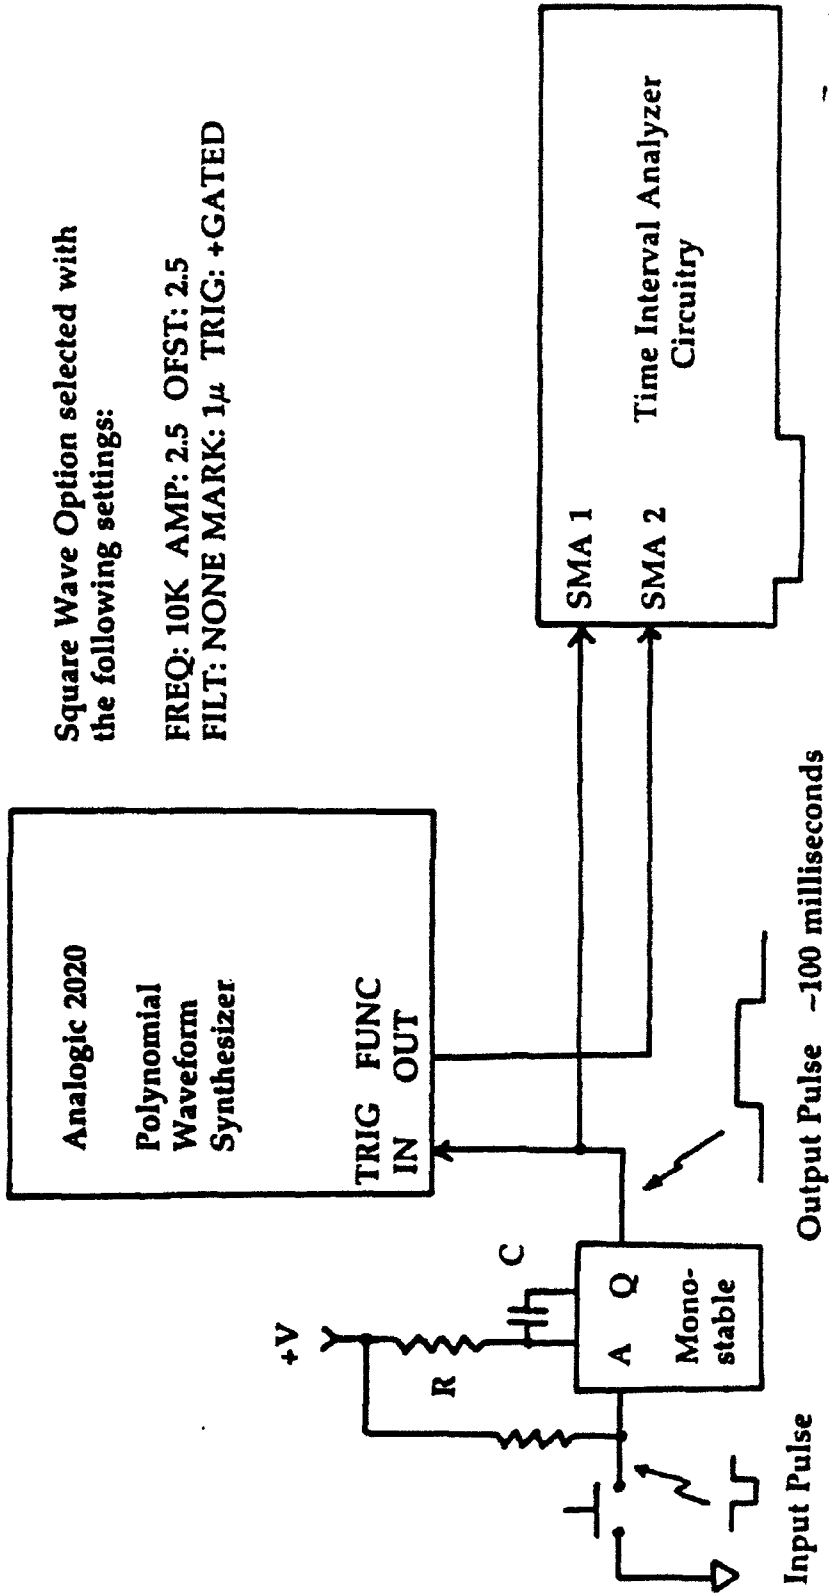 Square Wave Option selected with
the following settings:
FREQ: 10K AMP: 2.5 OFST: 2.5
FILT: NONE MARK: 1µ TRIG: +GATED
Analogic 2020
Polynomial
Waveform
Synthesizer
TRIG FUNC
IN OUT
+V
R
C
A Q
Mono-
stable
Input Pulse
Output Pulse ~100 milliseconds
SMA 1
SMA 2
Time Interval Analyzer
Circuitry